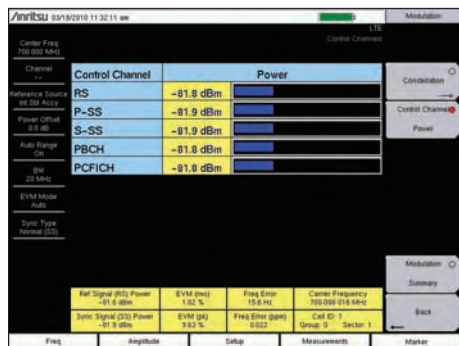 Anritsu 03/18/2010 11:32:11 am
Modulation
LTE
Control Channels
Center Freq
700.000 MHz
Channel
--
Reference Source
Int Std Accy
Power Offset
0.0 dB
Auto Range
On
BW
20 MHz
EVM Mode
Auto
Sync Type
Normal (SS)
Control Channel Power
RS -81.8 dBm
P-SS -81.9 dBm
S-SS -81.9 dBm
PBCH -81.8 dBm
PCFICH -81.8 dBm
Constellation
Control Channel
Power
Modulation
Summary
Back
Ref Signal (RS) Power
EVM (rms)
Freq Error
Carrier Frequency
-81.8 dBm
1.02 %
15.6 Hz
700.000 016 MHz
Sync Signal (SS) Power
EVM (pk)
Freq Error (ppm)
Cell ID: 1
-81.9 dBm
9.63 %
0.022
Group: 0 Sector: 1
Freq
Amplitude
Setup
Measurements
Marker